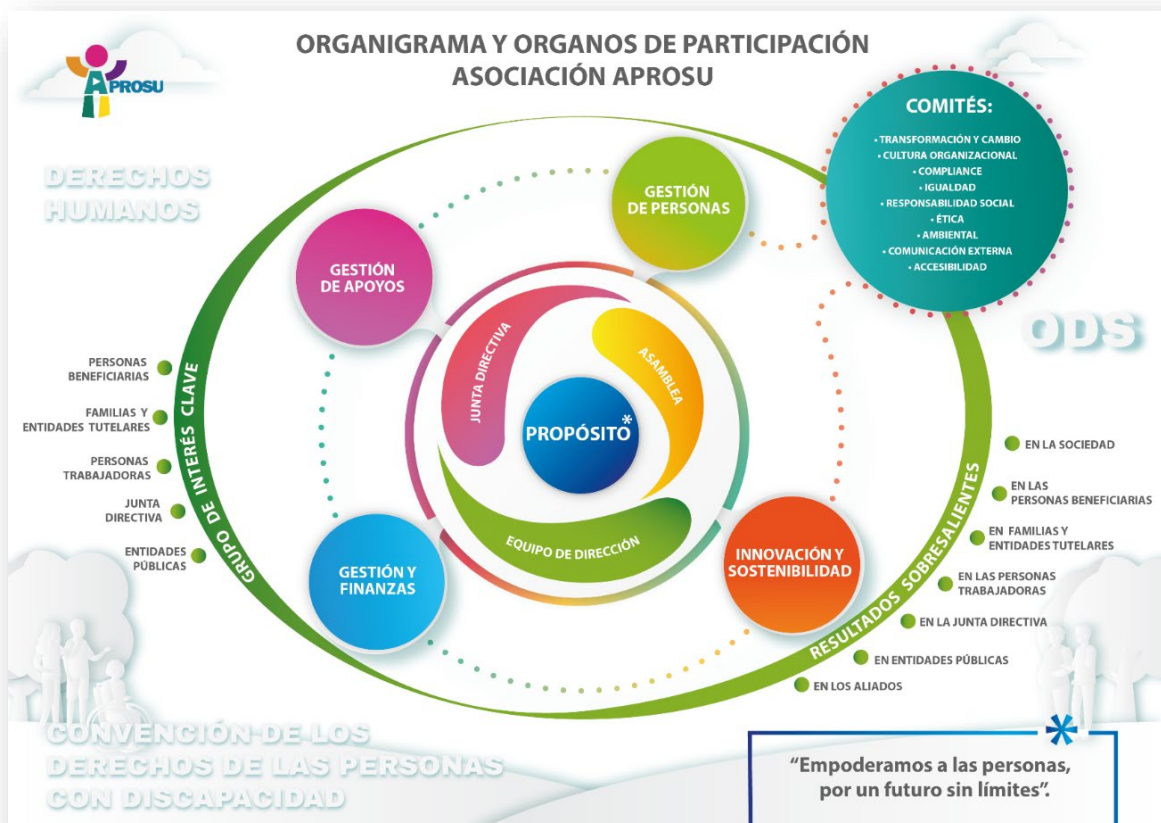 ORGANIGRAMA Y ORGANOS DE PARTICIPACIÓN
ASOCIACIÓN APROSU
APROSU
DERECHOS
HUMANOS
COMITÉS:
• TRANSFORMACIÓN Y CAMBIO
• CULTURA ORGANIZACIONAL
• COMPLIANCE
• IGUALDAD
• RESPONSABILIDAD SOCIAL
• ÉTICA
• AMBIENTAL
• COMUNICACIÓN EXTERNA
• ACCESIBILIDAD
GESTIÓN
DE PERSONAS
GESTIÓN
DE APOYOS
JUNTA DIRECTIVA
ASAMBLEA
PROPÓSITO*
EQUIPO DE DIRECCIÓN
GESTIÓN Y
FINANZAS
INNOVACIÓN Y
SOSTENIBILIDAD
ODS
GRUPO DE INTERÉS CLAVE
PERSONAS
BENEFICIARIAS
FAMILIAS Y
ENTIDADES TUTELARES
PERSONAS
TRABAJADORAS
JUNTA
DIRECTIVA
ENTIDADES
PÚBLICAS
RESULTADOS SOBRESALIENTES
EN LA SOCIEDAD
EN LAS
PERSONAS BENEFICIARIAS
EN FAMILIAS Y
ENTIDADES TUTELARES
EN LAS PERSONAS
TRABAJADORAS
EN LA JUNTA DIRECTIVA
EN ENTIDADES PÚBLICAS
EN LOS ALIADOS
CONVENCIÓN DE LOS
DERECHOS DE LAS PERSONAS
CON DISCAPACIDAD
*
“Empoderamos a las personas,
por un futuro sin límites”.